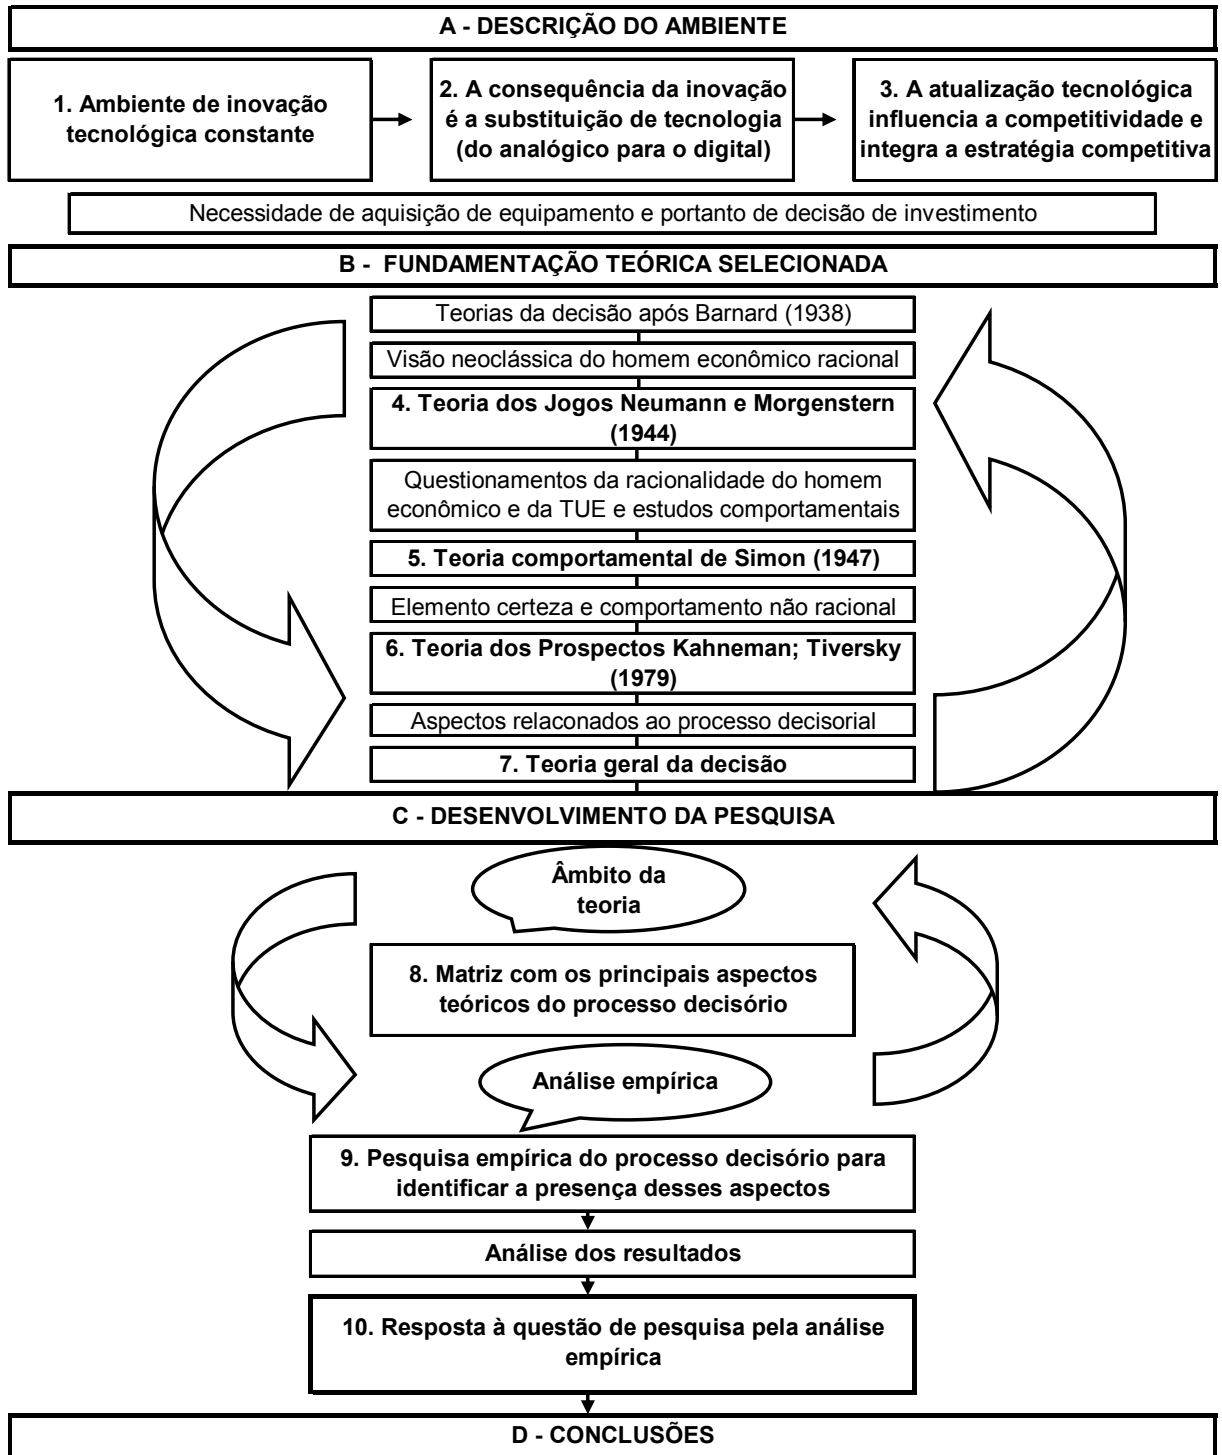 A - DESCRIÇÃO DO AMBIENTE
1. Ambiente de inovação
tecnológica constante
2. A consequência da inovação
é a substituição de tecnologia
(do analógico para o digital)
3. A atualização tecnológica
influencia a competitividade e
integra a estratégia competitiva
Necessidade de aquisição de equipamento e portanto de decisão de investimento
B - FUNDAMENTAÇÃO TEÓRICA SELECIONADA
Teorias da decisão após Barnard (1938)
Visão neoclássica do homem econômico racional
4. Teoria dos Jogos Neumann e Morgenstern
(1944)
Questionamentos da racionalidade do homem
econômico e da TUE e estudos comportamentais
5. Teoria comportamental de Simon (1947)
Elemento certeza e comportamento não racional
6. Teoria dos Prospectos Kahneman; Tiversky
(1979)
Aspectos relaconados ao processo decisorial
7. Teoria geral da decisão
C - DESENVOLVIMENTO DA PESQUISA
Âmbito da
teoria
8. Matriz com os principais aspectos
teóricos do processo decisório
Análise empírica
9. Pesquisa empírica do processo decisório para
identificar a presença desses aspectos
Análise dos resultados
10. Resposta à questão de pesquisa pela análise
empírica
D - CONCLUSÕES